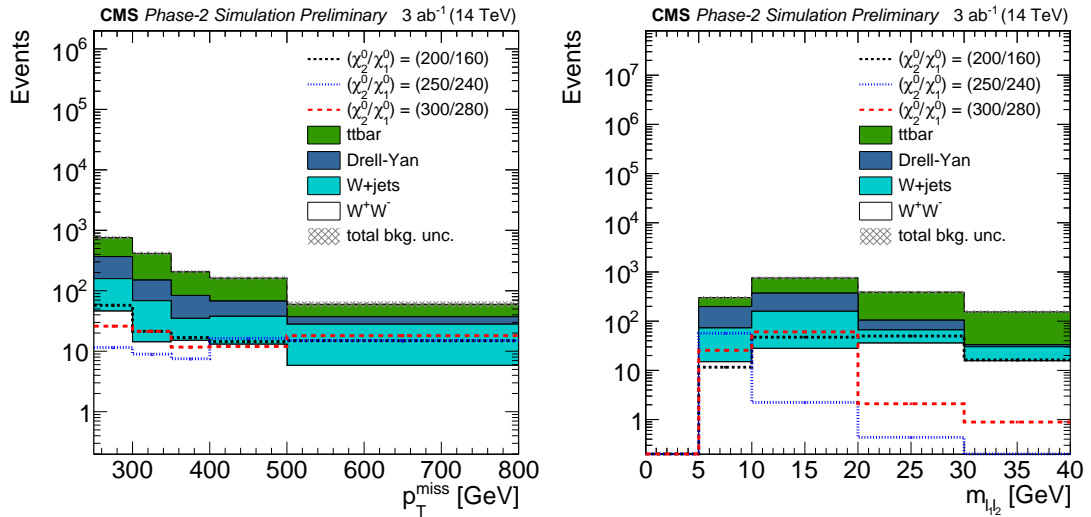 CMS Phase-2 Simulation Preliminary 3 ab⁻¹ (14 TeV)
Events
10⁶
10⁵
10⁴
10³
10²
10
1
(χ₂⁰/χ₁⁰) = (200/160)
(χ₂⁰/χ₁⁰) = (250/240)
(χ₂⁰/χ₁⁰) = (300/280)
ttbar
Drell-Yan
W+jets
W⁺W⁻
total bkg. unc.
300 400 500 600 700 800
p_T^miss [GeV]
CMS Phase-2 Simulation Preliminary 3 ab⁻¹ (14 TeV)
Events
10⁷
10⁶
10⁵
10⁴
10³
10²
10
1
(χ₂⁰/χ₁⁰) = (200/160)
(χ₂⁰/χ₁⁰) = (250/240)
(χ₂⁰/χ₁⁰) = (300/280)
ttbar
Drell-Yan
W+jets
W⁺W⁻
total bkg. unc.
0 5 10 15 20 25 30 35 40
m_l₁l₂ [GeV]